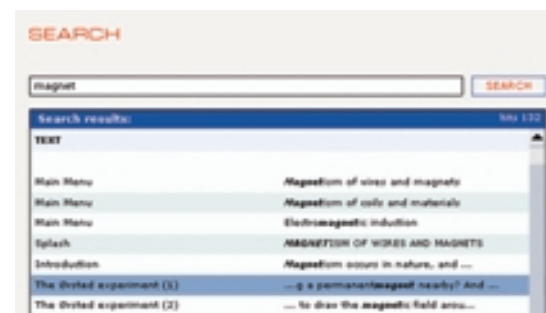 SEARCH
magnet SEARCH
Search results: hits 132
TEXT
Main Menu Magnetism of wires and magnets
Main Menu Magnetism of coils and materials
Main Menu Electromagnetic induction
Splash MAGNETISM OF WIRES AND MAGNETS
Introduction Magnetism occurs in nature, and ...
The Ørsted experiment (1) ...g a permanentmagnet nearby? And ...
The Ørsted experiment (2) ... to draw the magnetic field arou...